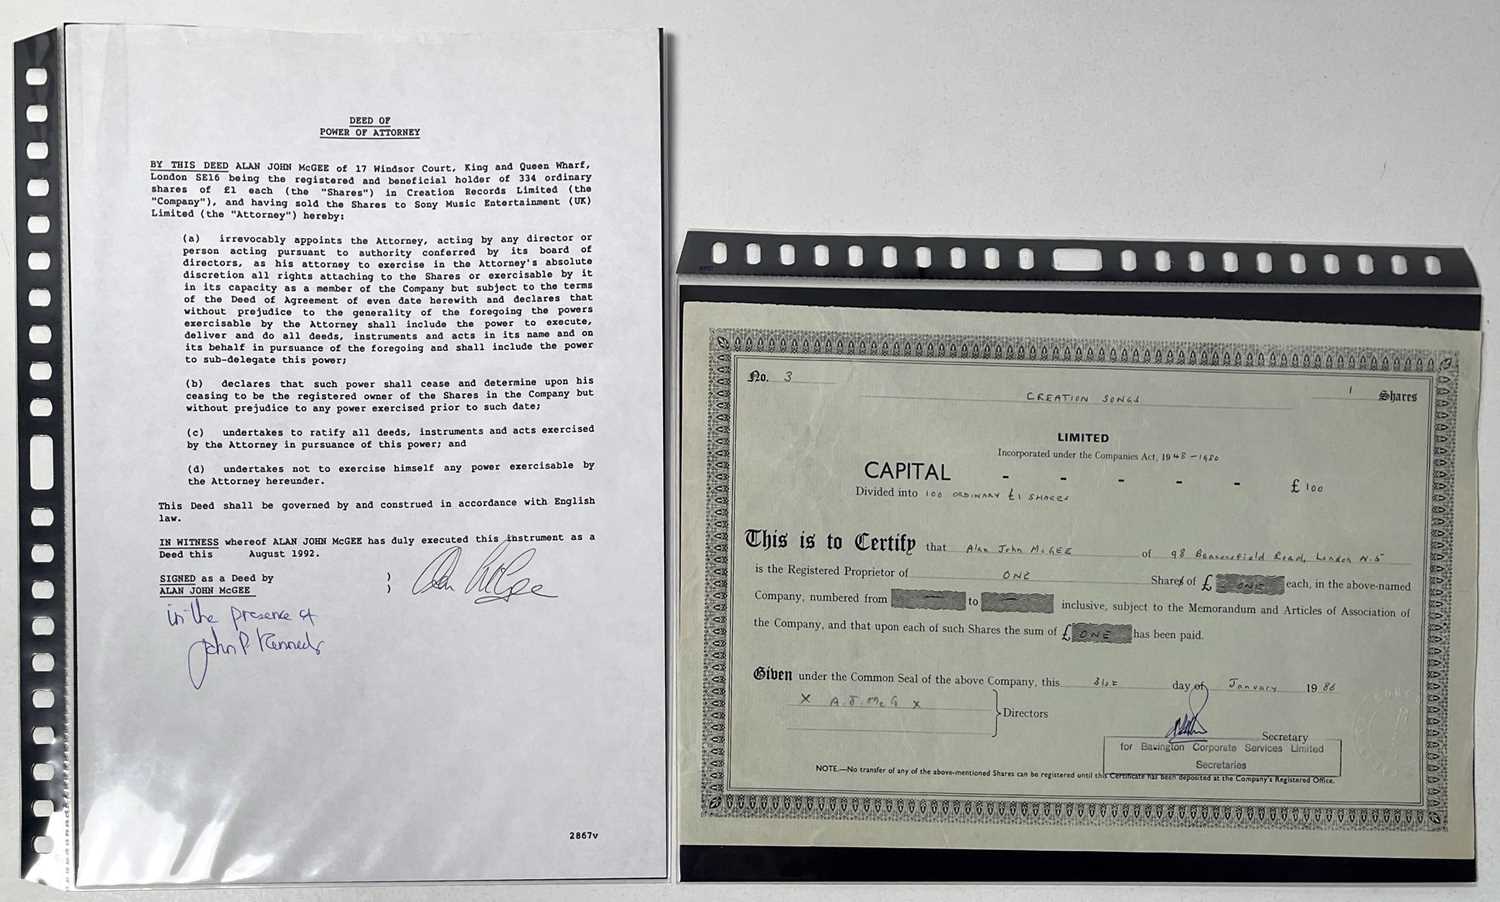 DEED OF
POWER OF ATTORNEY
BY THIS DEED ALAN JOHN McGEE of 17 Windsor Court, King and Queen Wharf,
London SE16 being the registered and beneficial holder of 334 ordinary
shares of £1 each (the "Shares") in Creation Records Limited (the
"Company"), and having sold the Shares to Sony Music Entertainment (UK)
Limited (the "Attorney") hereby:
(a) irrevocably appoints the Attorney, acting by any director or
person acting pursuant to authority conferred by its board of
directors, as his attorney to exercise in the Attorney's absolute
discretion all rights attaching to the Shares or exercisable by it
in its capacity as a member of the Company but subject to the terms
of the Deed of Agreement of even date herewith and declares that
without prejudice to the generality of the foregoing the powers
exercisable by the Attorney shall include the power to execute,
deliver and do all deeds, instruments and acts in its name and on
its behalf in pursuance of the foregoing and shall include the power
to sub-delegate this power;
(b) declares that such power shall cease and determine upon his
ceasing to be the registered owner of the Shares in the Company but
without prejudice to any power exercised prior to such date;
(c) undertakes to ratify all deeds, instruments and acts exercised
by the Attorney in pursuance of this power; and
(d) undertakes not to exercise himself any power exercisable by
the Attorney hereunder.
This Deed shall be governed by and construed in accordance with English
law.
IN WITNESS whereof ALAN JOHN McGEE has duly executed this instrument as a
Deed this August 1992.
SIGNED as a Deed by )
ALAN JOHN McGEE ) Alan McGee
in the presence of
John P Kennedy
2867v
No. 3 1 Shares
CREATION SONGS
LIMITED
Incorporated under the Companies Act, 1948-1980
CAPITAL - - - - - £ 100
Divided into 100 ORDINARY £1 SHARES
This is to Certify that Alan John McGEE of 98 Road, London N.5
is the Registered Proprietor of ONE Share of £ ONE each, in the above-named
Company, numbered from to inclusive, subject to the Memorandum and Articles of Association of
the Company, and that upon each of such Shares the sum of £ ONE has been paid.
Given under the Common Seal of the above Company, this 31st day of January 1986
X A.J. McG X
Directors
Secretary
for Bavington Corporate Services Limited
Secretaries
NOTE.—No transfer of any of the above-mentioned Shares can be registered until this Certificate has been deposited at the Company's Registered Office.